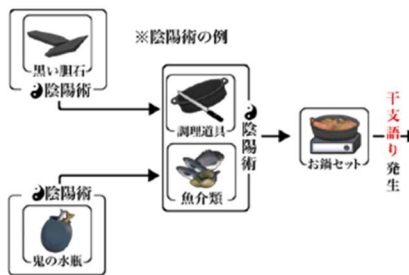 ※陰陽術の例
黒い胆石
陰陽術
調理道具
魚介類
陰陽術
お鍋セット
干支語り発生
陰陽術
鬼の水瓶